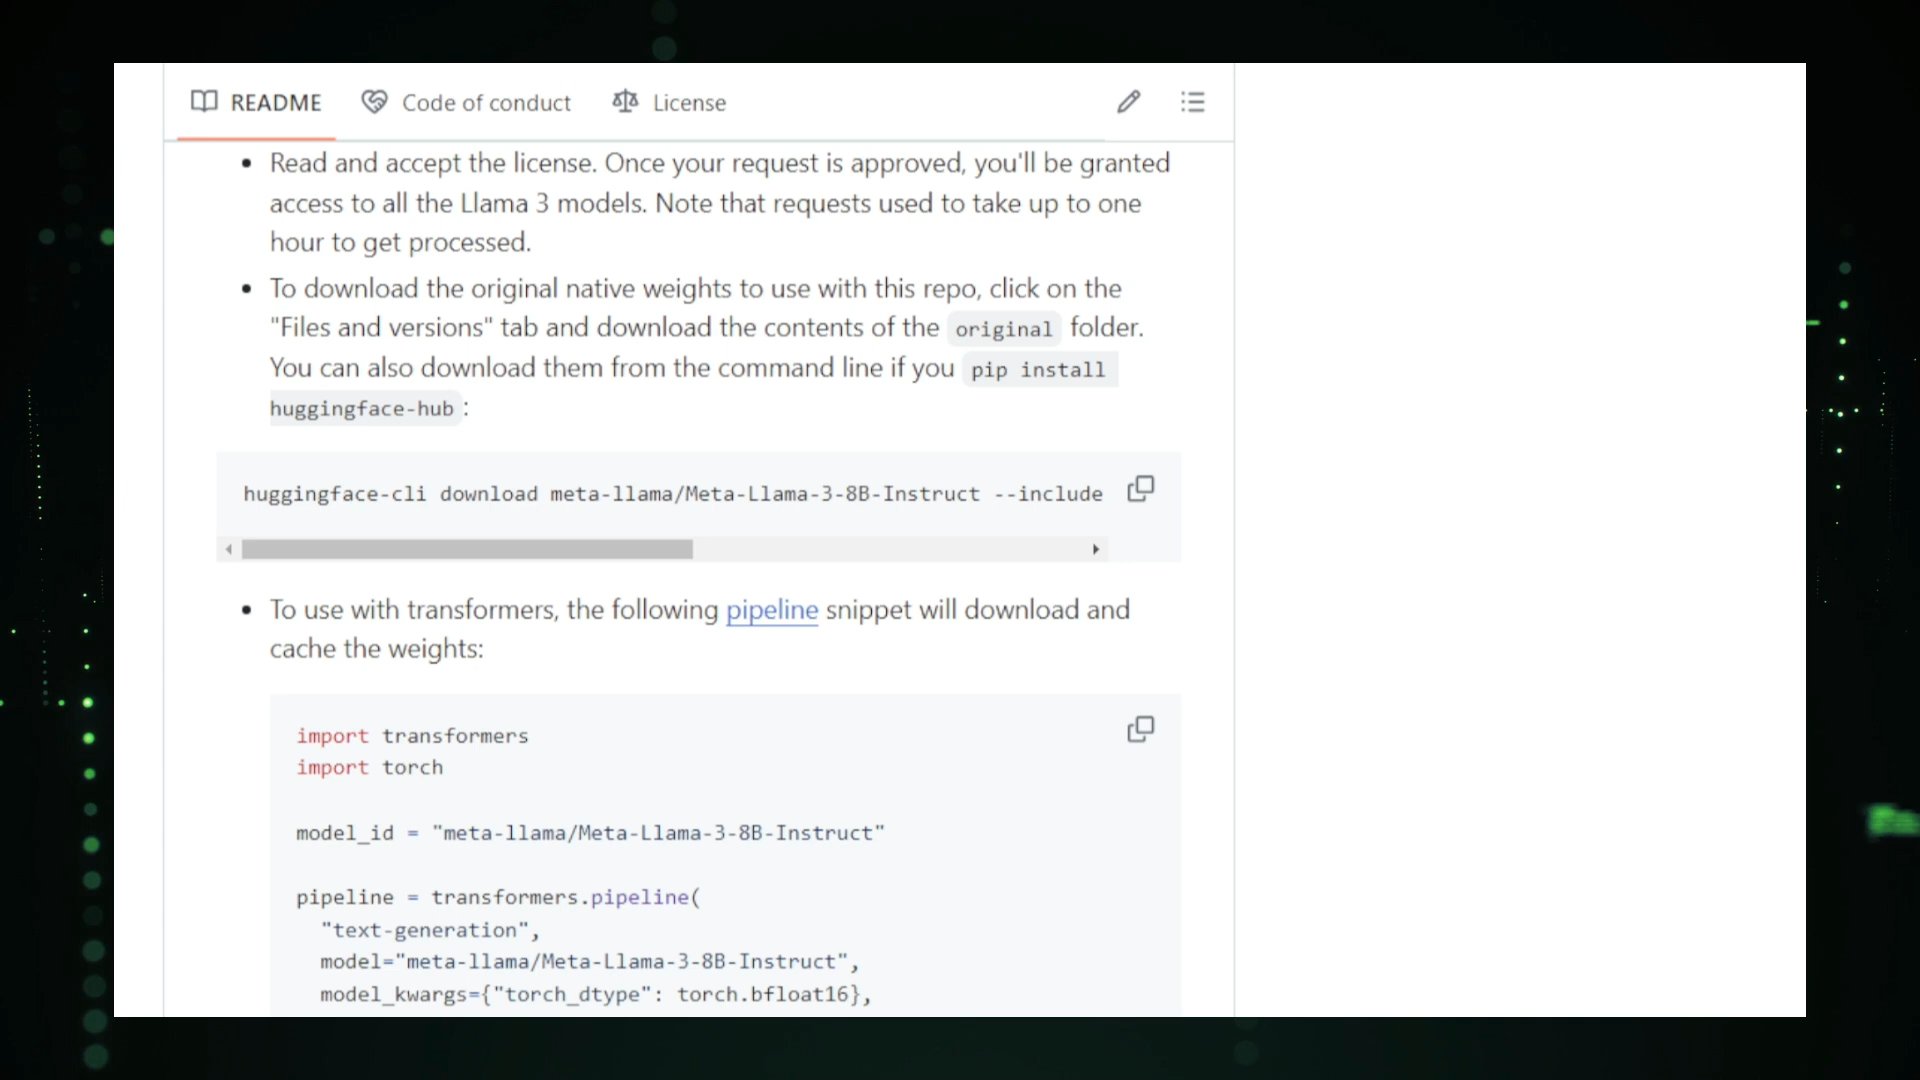 README Code of conduct License
Read and accept the license. Once your request is approved, you'll be granted
access to all the Llama 3 models. Note that requests used to take up to one
hour to get processed.
To download the original native weights to use with this repo, click on the
"Files and versions" tab and download the contents of the original folder.
You can also download them from the command line if you pip install
huggingface-hub :
huggingface-cli download meta-llama/Meta-Llama-3-8B-Instruct --include
To use with transformers, the following pipeline snippet will download and
cache the weights:
import transformers
import torch
model_id = "meta-llama/Meta-Llama-3-8B-Instruct"
pipeline = transformers.pipeline(
"text-generation",
model="meta-llama/Meta-Llama-3-8B-Instruct",
model_kwargs={"torch_dtype": torch.bfloat16},